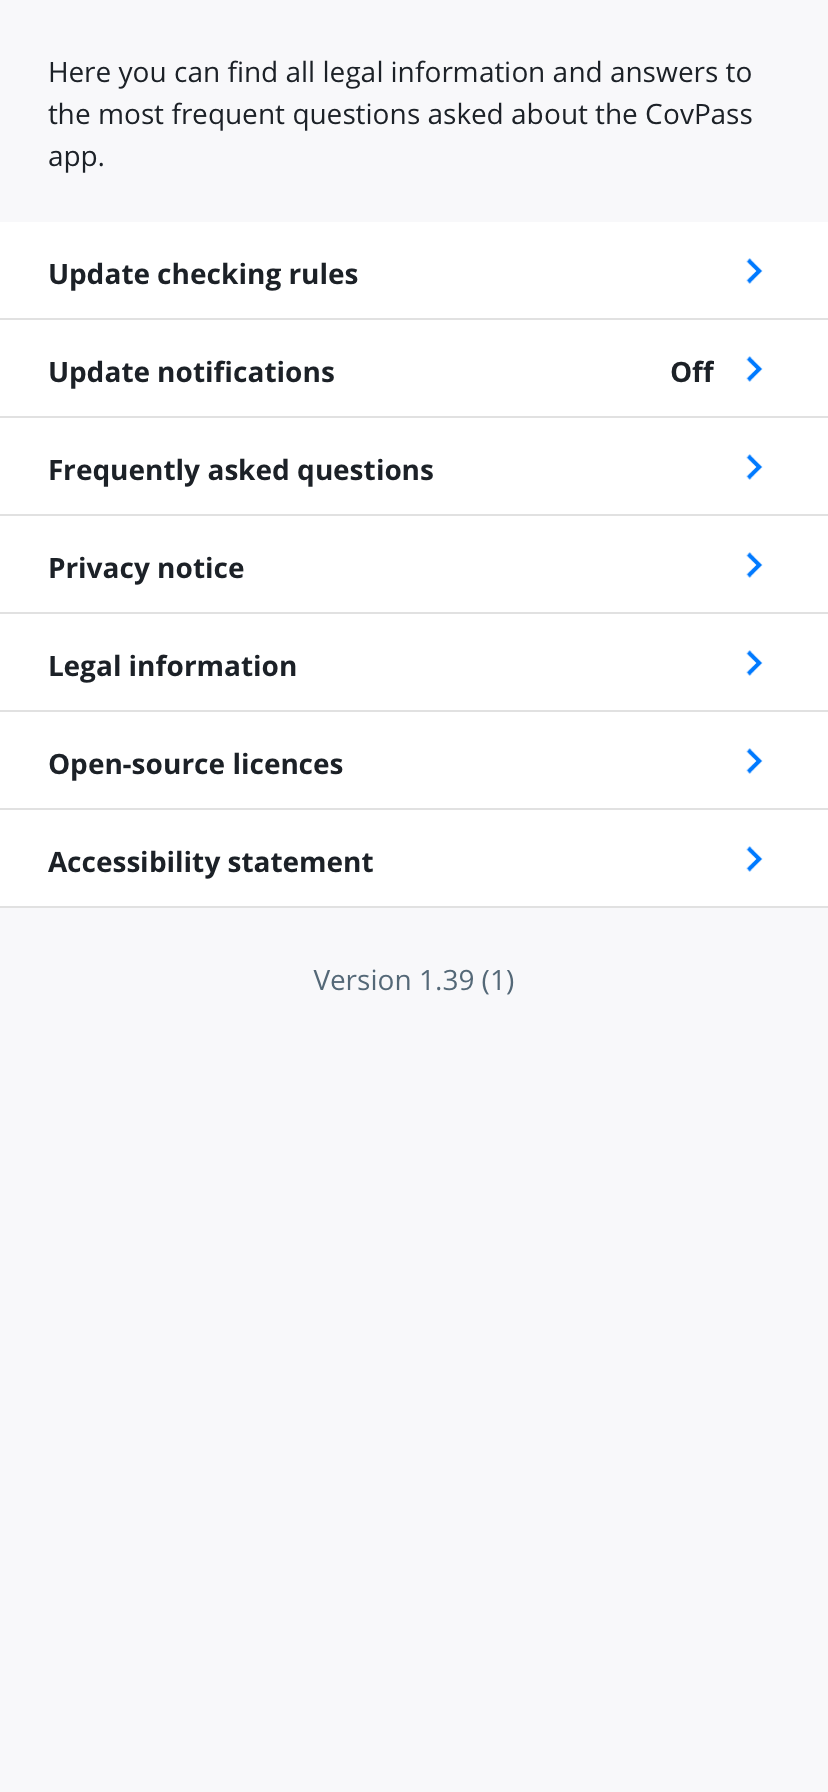 Here you can find all legal information and answers to
the most frequent questions asked about the CovPass
app.
Update checking rules
Update notifications Off
Frequently asked questions
Privacy notice
Legal information
Open-source licences
Accessibility statement
Version 1.39 (1)